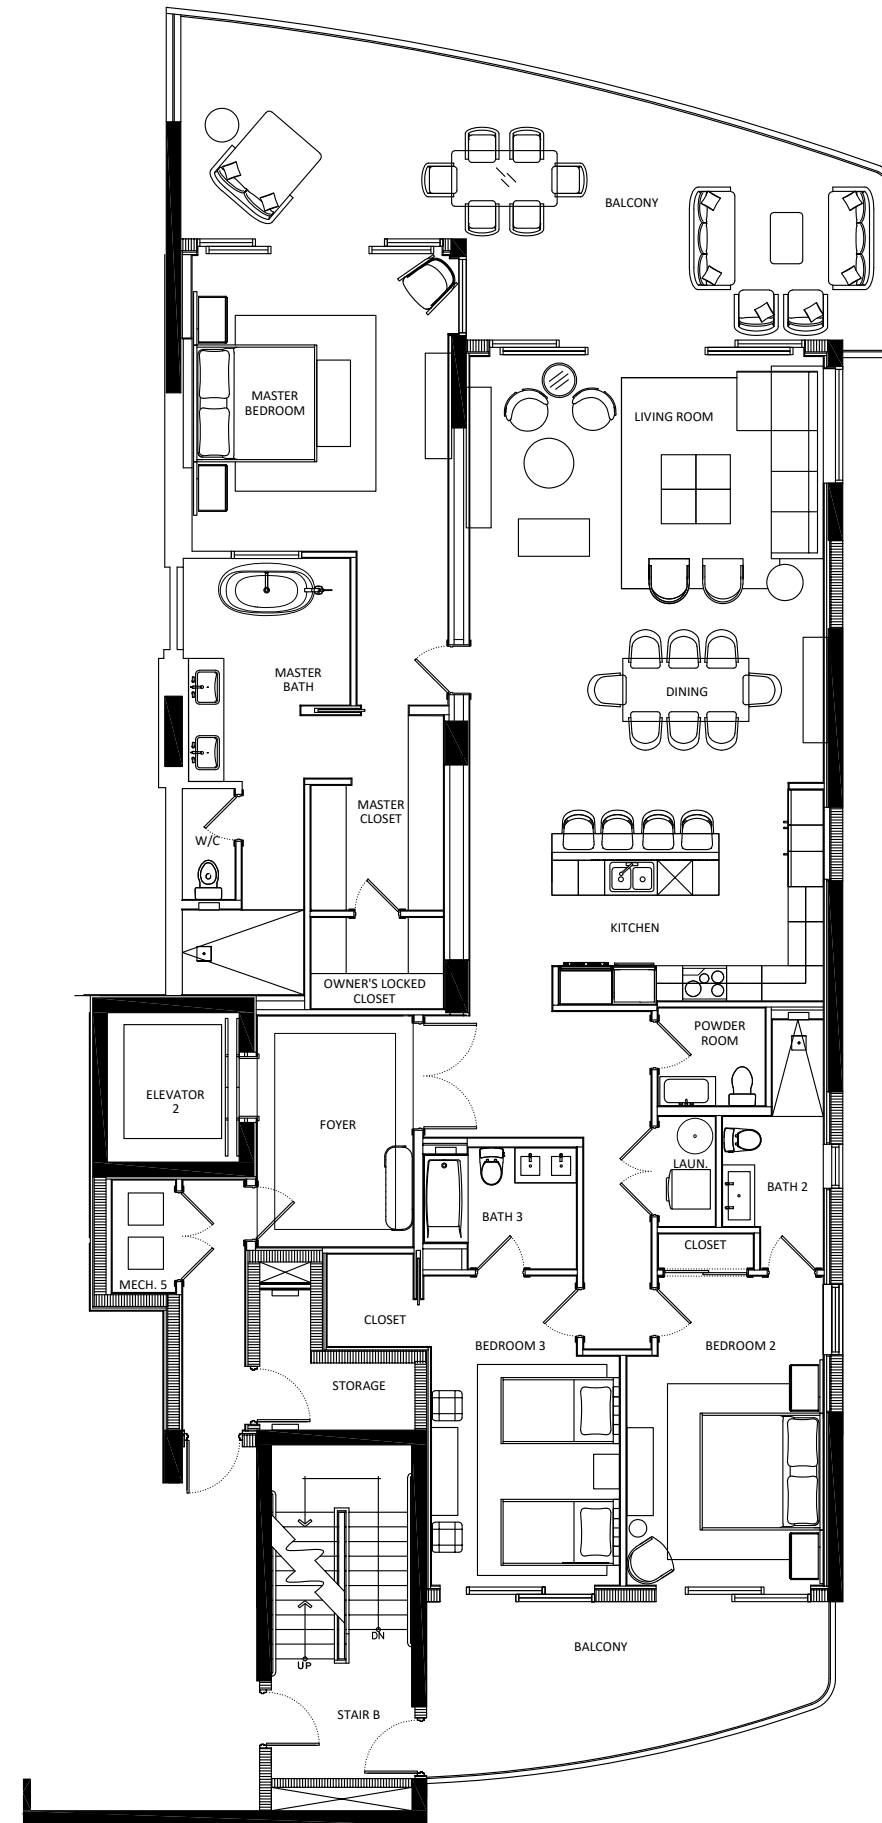 BALCONY
MASTER
BEDROOM
LIVING ROOM
MASTER
BATH
DINING
MASTER
CLOSET
W/C
KITCHEN
OWNER'S LOCKED
CLOSET
POWDER
ROOM
ELEVATOR
2
FOYER
LAUN.
BATH 2
BATH 3
CLOSET
MECH. 5
CLOSET
BEDROOM 3
BEDROOM 2
STORAGE
DN
UP
BALCONY
STAIR B